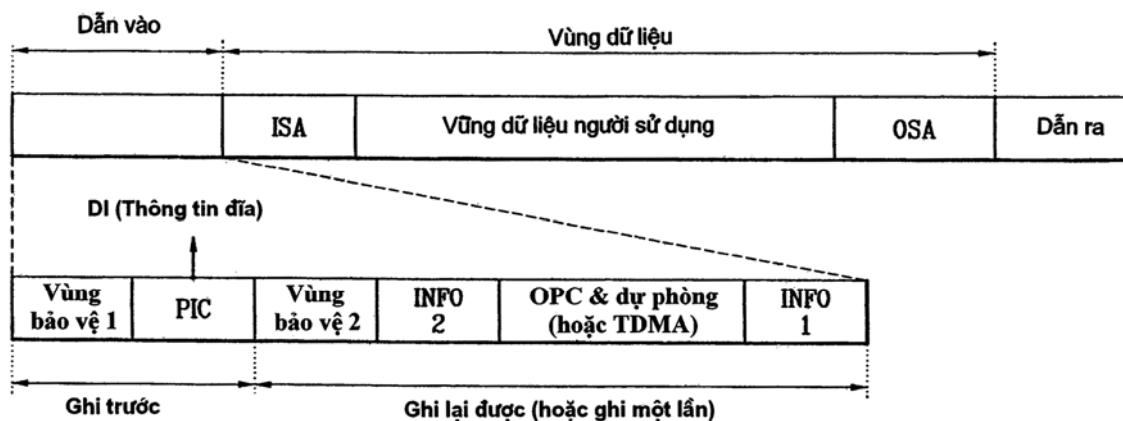 Dẫn vào
Vùng dữ liệu
ISA
Vững dữ liệu người sử dụng
OSA
Dẫn ra
DI (Thông tin đĩa)
Vùng
bảo vệ 1
PIC
Vùng
bảo vệ 2
INFO
2
OPC & dự phòng
(hoặc TDMA)
INFO
1
Ghi trước
Ghi lại được (hoặc ghi một lần)